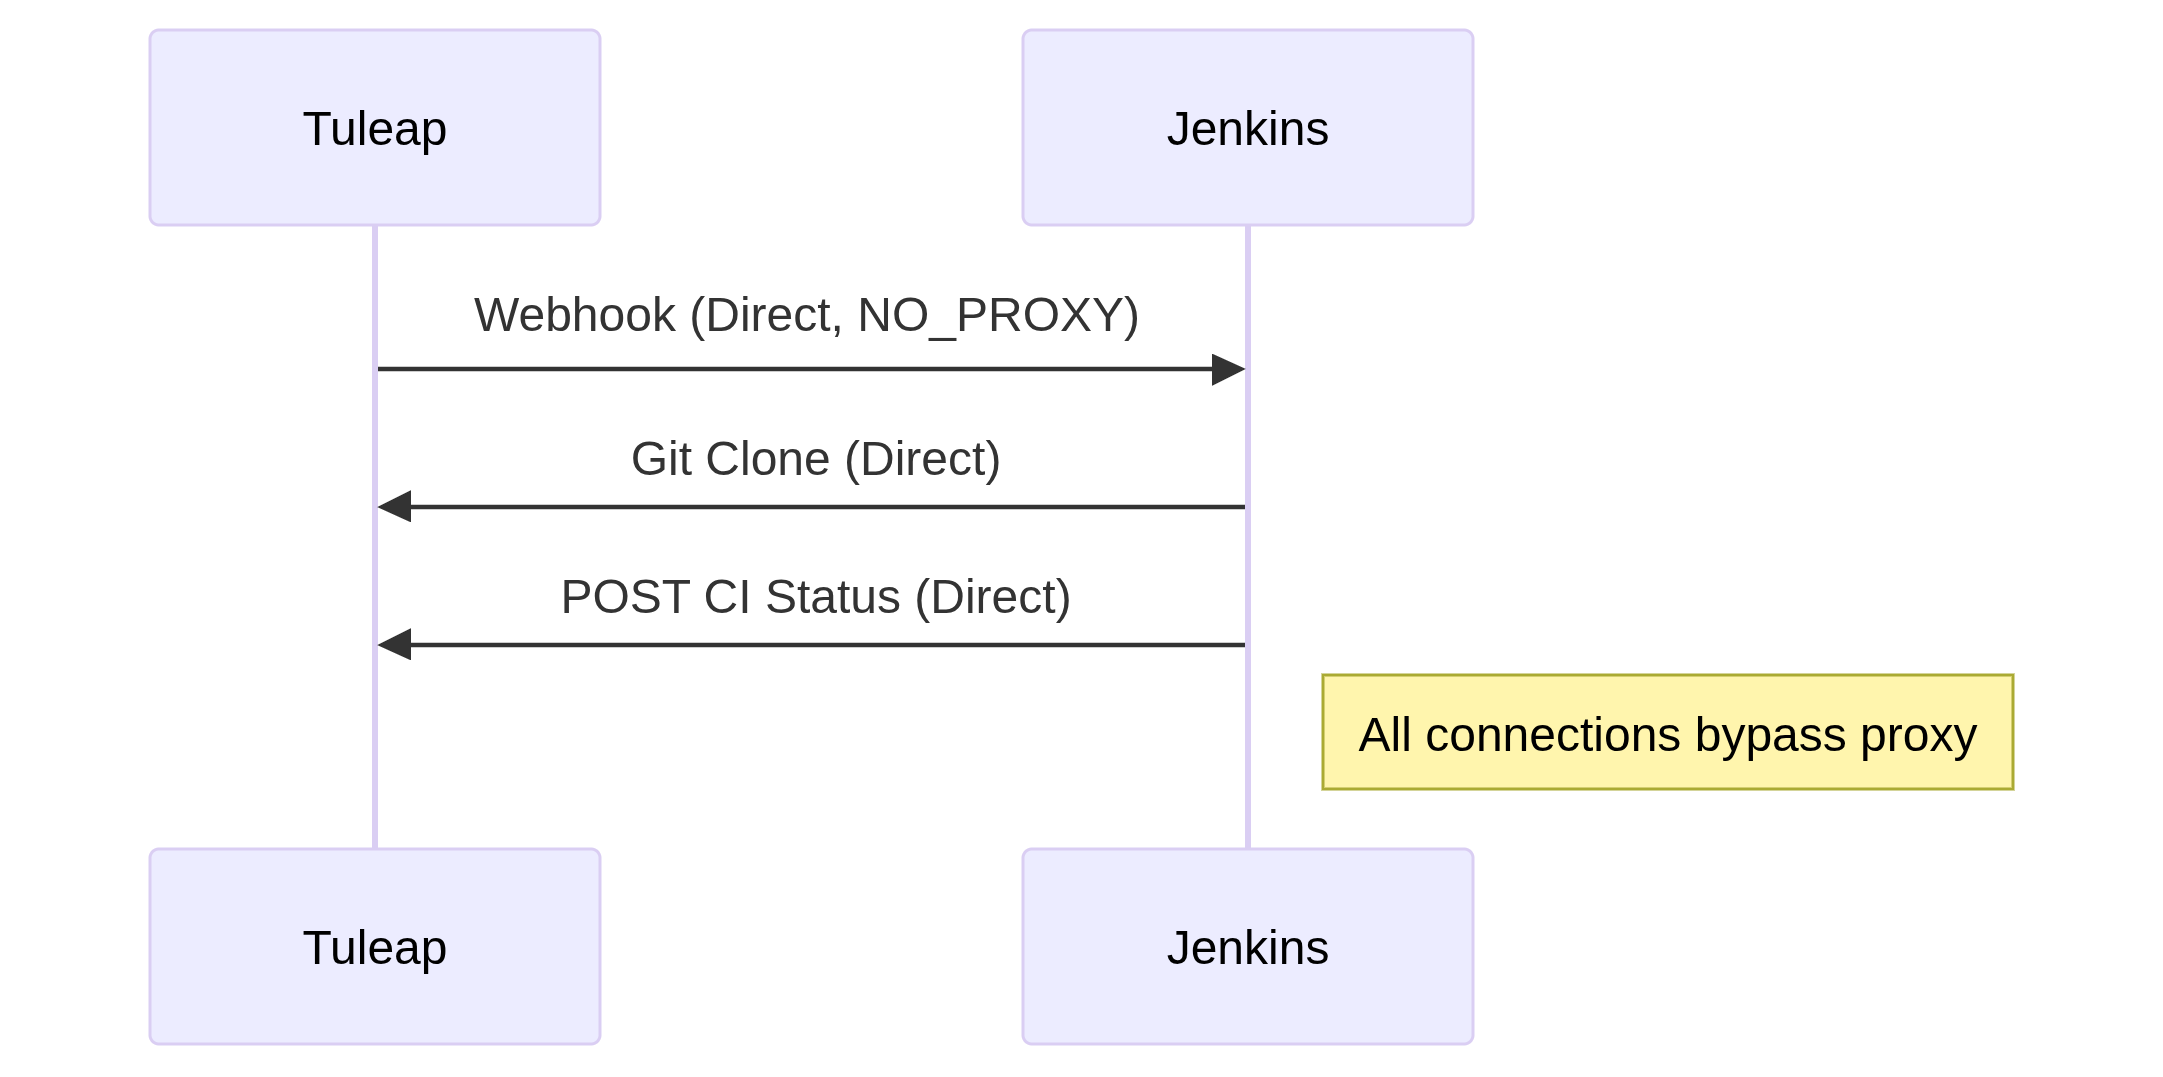 Tuleap
Jenkins
Webhook (Direct, NO_PROXY)
Git Clone (Direct)
POST CI Status (Direct)
All connections bypass proxy
Tuleap
Jenkins